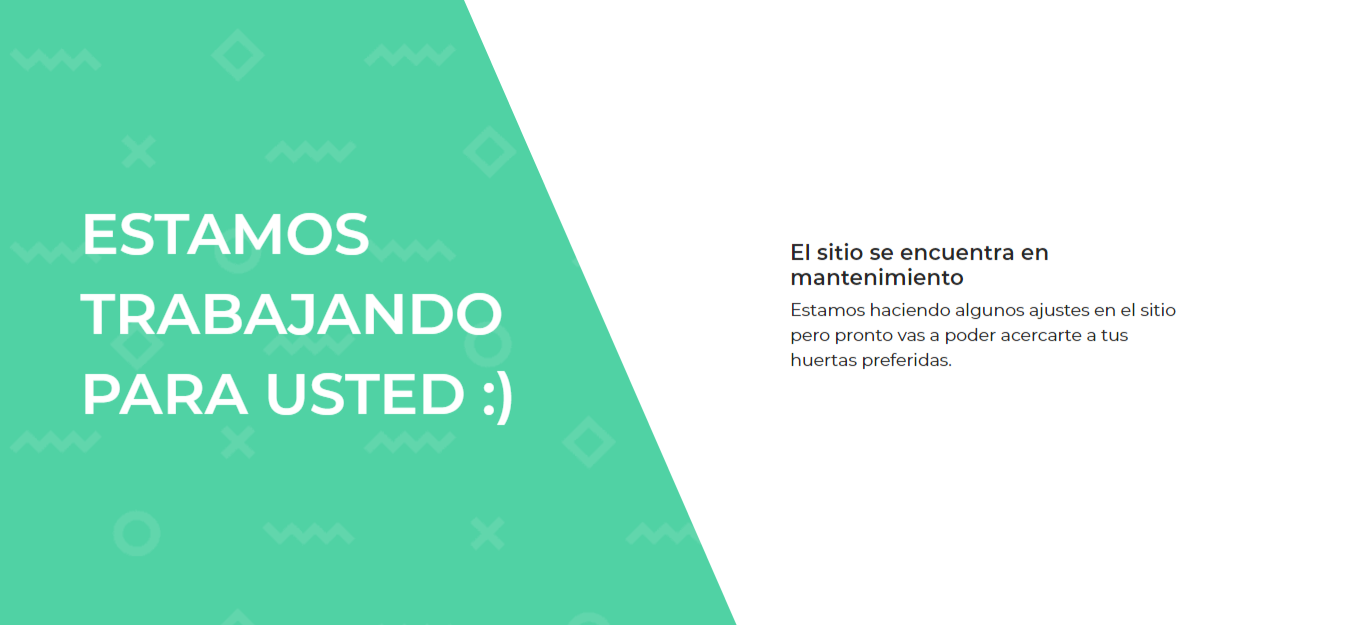 ESTAMOS
TRABAJANDO
PARA USTED :)
El sitio se encuentra en
mantenimiento
Estamos haciendo algunos ajustes en el sitio
pero pronto vas a poder acercarte a tus
huertas preferidas.